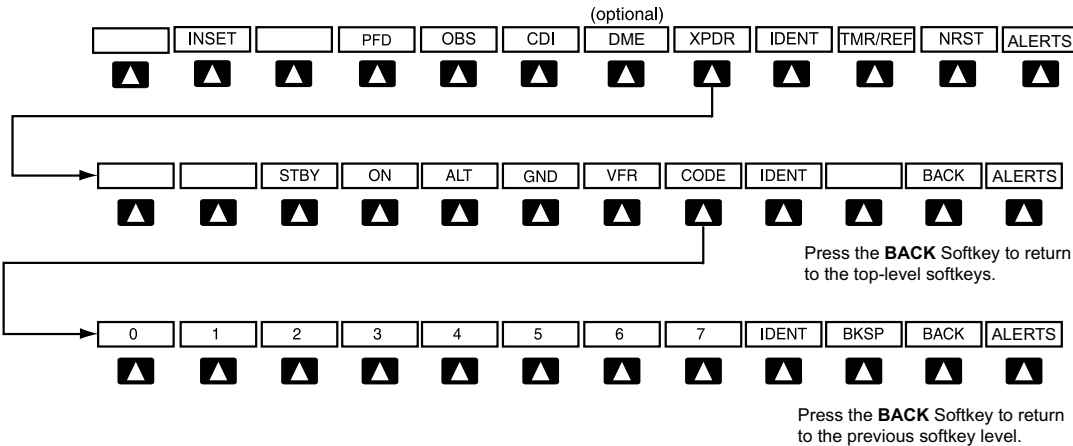 (optional)
INSET PFD OBS CDI DME XPDR IDENT TMR/REF NRST ALERTS
STBY ON ALT GND VFR CODE IDENT BACK ALERTS
Press the BACK Softkey to return
to the top-level softkeys.
0 1 2 3 4 5 6 7 IDENT BKSP BACK ALERTS
Press the BACK Softkey to return
to the previous softkey level.